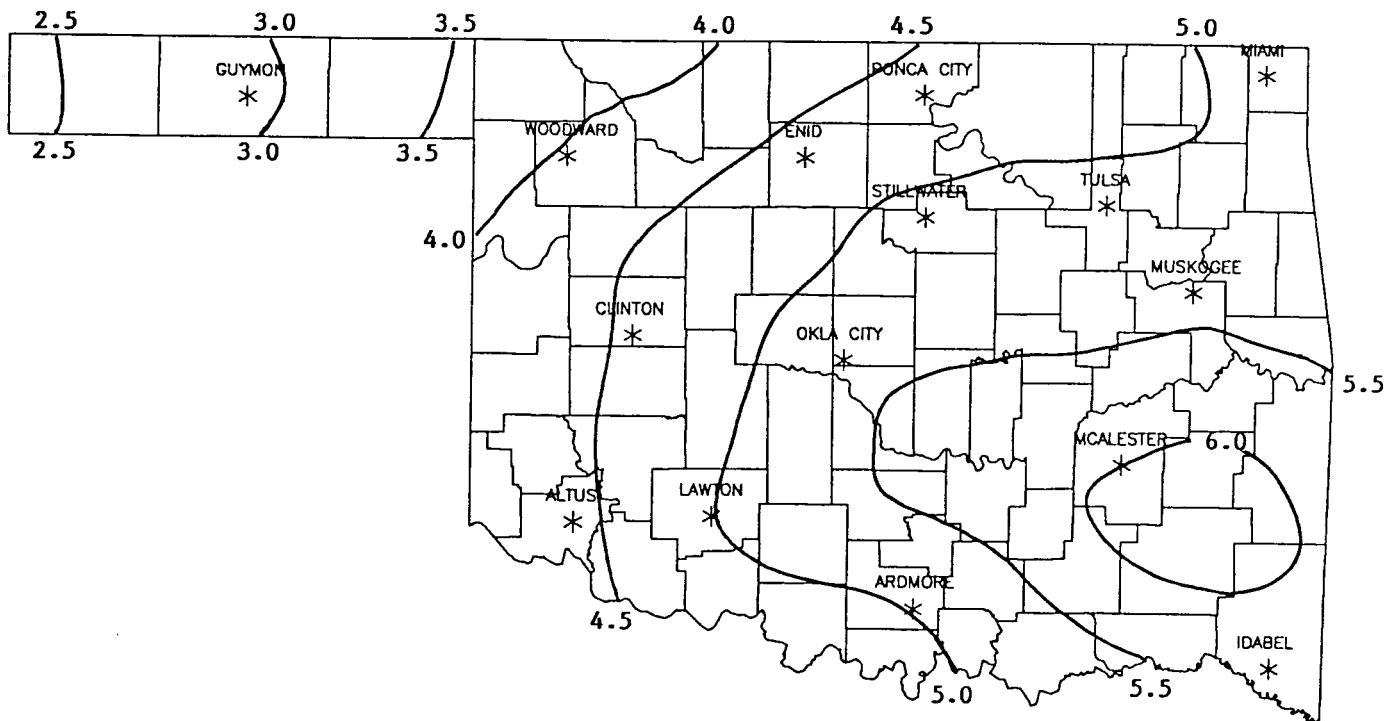 2.5 3.0 3.5 4.0 4.5 5.0
MIAMI
GUYMON
PONCA CITY
2.5 3.0 3.5
WOODWARD
ENID
TULSA
STILLWATER
4.0
MUSKOGEE
CLINTON
OKLA CITY
5.5
MCALESTER
6.0
ALTUS
LAWTON
ARDMORE
4.5
IDABEL
5.0
5.5